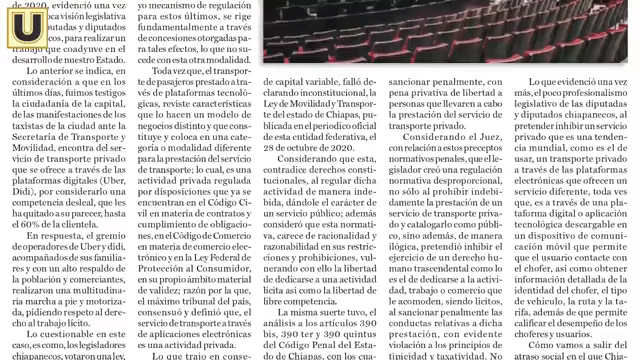 de 2020, evidenció una vez
poca visión legislativa
putadas y diputados
cos, para realizar un
trabajo que coadyuve en el
desarrollo de nuestro Estado.
Lo anterior se indica, en
consideración a que en los
últimos días, fuimos testigos
la ciudadanía de la capital,
de las manifestaciones de los
taxistas de la ciudad ante la
Secretaría de Transporte y
Movilidad, encontra del ser-
vicio de transporte privado
que se ofrece a través de las
plataformas digitales (Uber,
Didi), por considerarlo una
competencia desleal, que les
ha quitado a su parecer, hasta
el 60% de la clientela.
En respuesta, el gremio
de operadores de Uber y didi,
acompañados de sus familia-
res y con un alto respaldo de
la población y comerciantes,
realizaron una multitudina-
ria marcha a pie y motoriza-
da, pidiendo respeto al dere-
cho al trabajo lícito.
Lo cuestionable en este
caso, es como, los legisladores
chiapanecos, votaron una ley,
yo mecanismo de regulación
para estos últimos, se rige
fundamentalmente a través
de concesiones otorgadas pa-
ra tales efectos, lo que no su-
cede con esta otra modalidad.
Toda vez que, el transpor-
te de pasajeros prestado a tra-
vés de plataformas tecnoló-
gicas, reviste características
que lo hacen un modelo de
negocios distinto y que cons-
tituye y coloca en una cate-
goría o modalidad diferente
para la prestación del servicio
de transporte; lo cual, es una
actividad privada regulada
por disposiciones que ya se
encuentran en el Código Ci-
vil en materia de contratos y
cumplimiento de obligacio-
nes, en el Código de Comercio
en materia de comercio elec-
trónico y en la Ley Federal de
Protección al Consumidor,
en su propio ámbito material
de validez; razón por la que,
el máximo tribunal del país,
consensuó y definió que, el
servicio de transporte a través
de aplicaciones electrónicas
es una actividad privada.
Lo que trajo en conse-
de capital variable, falló de-
clarando inconstitucional, la
Ley de Movilidad y Transpor-
te del estado de Chiapas, pu-
blicada en el periodico oficial
de esta entidad federativa, el
28 de octubre de 2020.
Considerando que esta,
contradice derechos consti-
tucionales, al regular dicha
actividad de manera inde-
bida, dándole el carácter de
un servicio público; además
consideró que esta normati-
va, carece de racionalidad y
razonabilidad en sus restric-
ciones y prohibiciones, vul-
nerando con ello la libertad
de dedicarse a una actividad
lícita así como la libertad de
libre competencia.
La misma suerte tuvo, el
análisis a los artículos 390
bis, 390 ter y 390 quintus
del Código Penal del Esta-
do de Chiapas, con los cua-
sancionar penalmente, con
pena privativa de libertad a
personas que llevaren a cabo
la prestación del servicio de
transporte privado.
Considerando el Juez,
con relación a estos preceptos
normativos penales, que el le-
gislador creó una regulación
normativa desproporcional,
no sólo al prohibir indebi-
damente la prestación de un
servicio de transporte priva-
do y catalogarlo como públi-
co, sino además, de manera
ilógica, pretendió inhibir el
ejercicio de un derecho hu-
mano trascendental como lo
es el de dedicarse a la activi-
dad, trabajo o comercio que
le acomoden, siendo lícitos,
al sancionar penalmente las
conductas relativas a dicha
prestación, con evidente
violación a los principios de
tipicidad y taxatividad. No
Lo que evidenció una vez
más, el poco profesionalismo
legislativo de las diputadas
y diputados chiapanecos, al
pretender inhibir un servicio
privado que es una tenden-
cia mundial, como es el de
usar, un transporte privado
a través de las plataformas
electrónicas que ofrecen un
servicio diferente, toda vez
que, es a través de una pla-
taforma digital o aplicación
tecnológica descargable en
un dispositivo de comuni-
cación móvil que permite
que el usuario contacte con
el chofer, así como obtener
información detallada de la
identidad del chofer, el tipo
de vehículo, la ruta y la ta-
rifa, además de que permite
calificar el desempeño de los
choferes y usuarios.
Cómo vamos a salir del
atraso social en el que Chia-